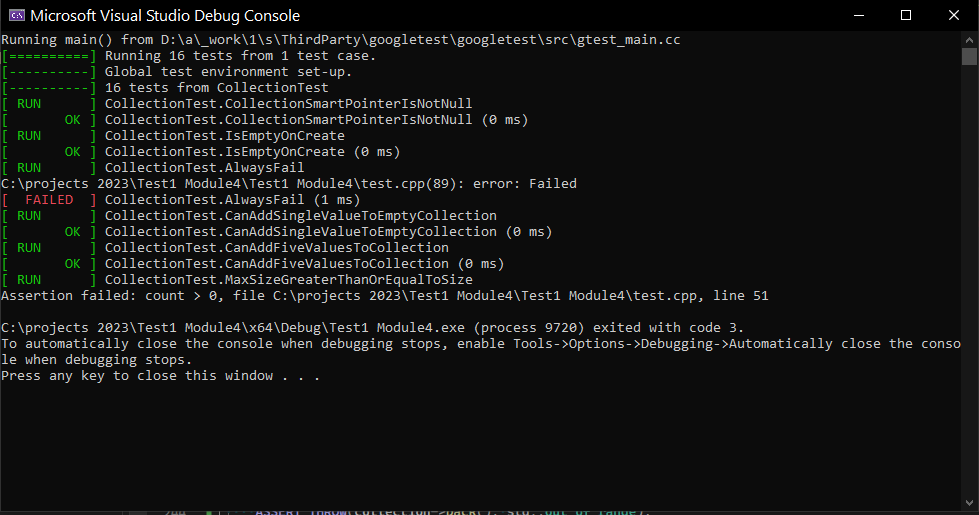 Microsoft Visual Studio Debug Console
Running main() from D:\a\_work\1\s\ThirdParty\googletest\googletest\src\gtest_main.cc
[==========] Running 16 tests from 1 test case.
[----------] Global test environment set-up.
[----------] 16 tests from CollectionTest
[ RUN      ] CollectionTest.CollectionSmartPointerIsNotNull
[       OK ] CollectionTest.CollectionSmartPointerIsNotNull (0 ms)
[ RUN      ] CollectionTest.IsEmptyOnCreate
[       OK ] CollectionTest.IsEmptyOnCreate (0 ms)
[ RUN      ] CollectionTest.AlwaysFail
C:\projects 2023\Test1 Module4\Test1 Module4\test.cpp(89): error: Failed
[  FAILED  ] CollectionTest.AlwaysFail (1 ms)
[ RUN      ] CollectionTest.CanAddSingleValueToEmptyCollection
[       OK ] CollectionTest.CanAddSingleValueToEmptyCollection (0 ms)
[ RUN      ] CollectionTest.CanAddFiveValuesToCollection
[       OK ] CollectionTest.CanAddFiveValuesToCollection (0 ms)
[ RUN      ] CollectionTest.MaxSizeGreaterThanOrEqualToSize
Assertion failed: count > 0, file C:\projects 2023\Test1 Module4\Test1 Module4\test.cpp, line 51
C:\projects 2023\Test1 Module4\x64\Debug\Test1 Module4.exe (process 9720) exited with code 3.
To automatically close the console when debugging stops, enable Tools->Options->Debugging->Automatically close the conso
le when debugging stops.
Press any key to close this window . . .